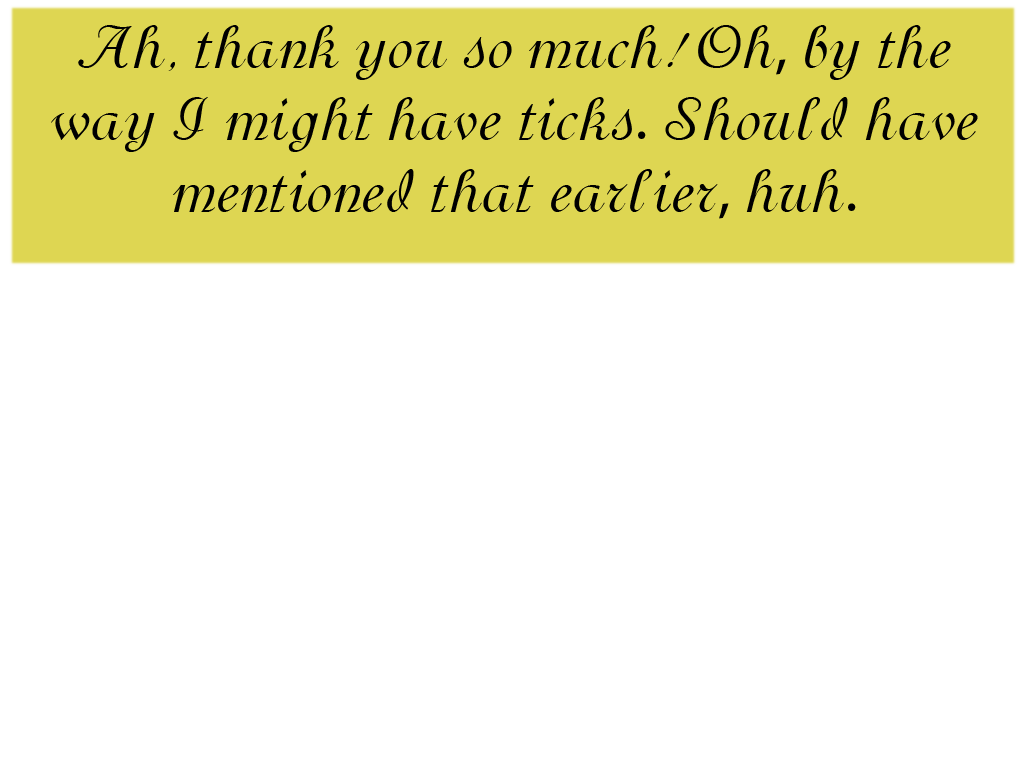 Ah, thank you so much! Oh, by the
way I might have ticks. Should have
mentioned that earlier, huh.